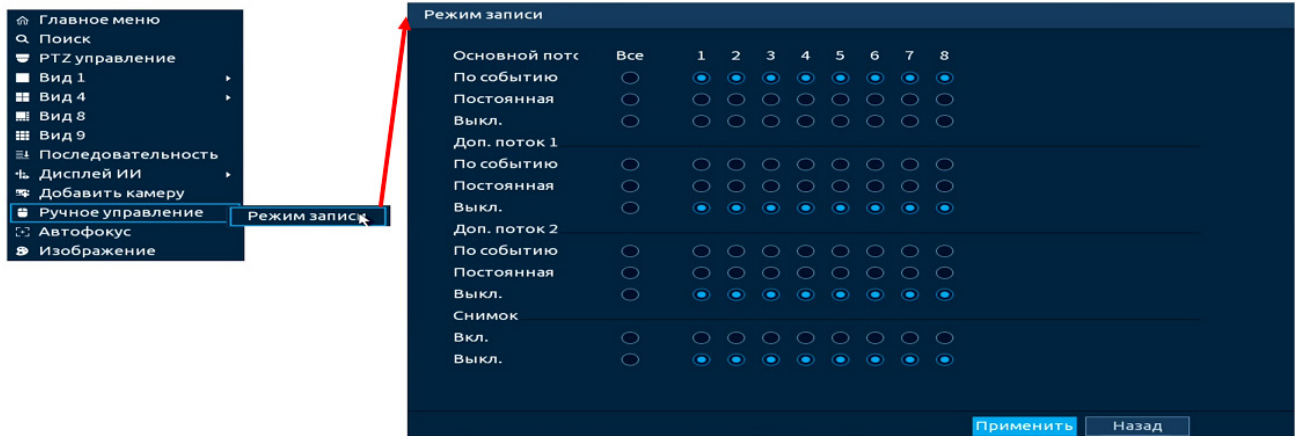 Главное меню
Поиск
PTZ управление
Вид 1
Вид 4
Вид 8
Вид 9
Последовательность
Дисплей ИИ
Добавить камеру
Ручное управление
Режим записи
Автофокус
Изображение
Режим записи
Основной пото Все 1 2 3 4 5 6 7 8
По событию
Постоянная
Выкл.
Доп. поток 1
По событию
Постоянная
Выкл.
Доп. поток 2
По событию
Постоянная
Выкл.
Снимок
Вкл.
Выкл.
Применить Назад